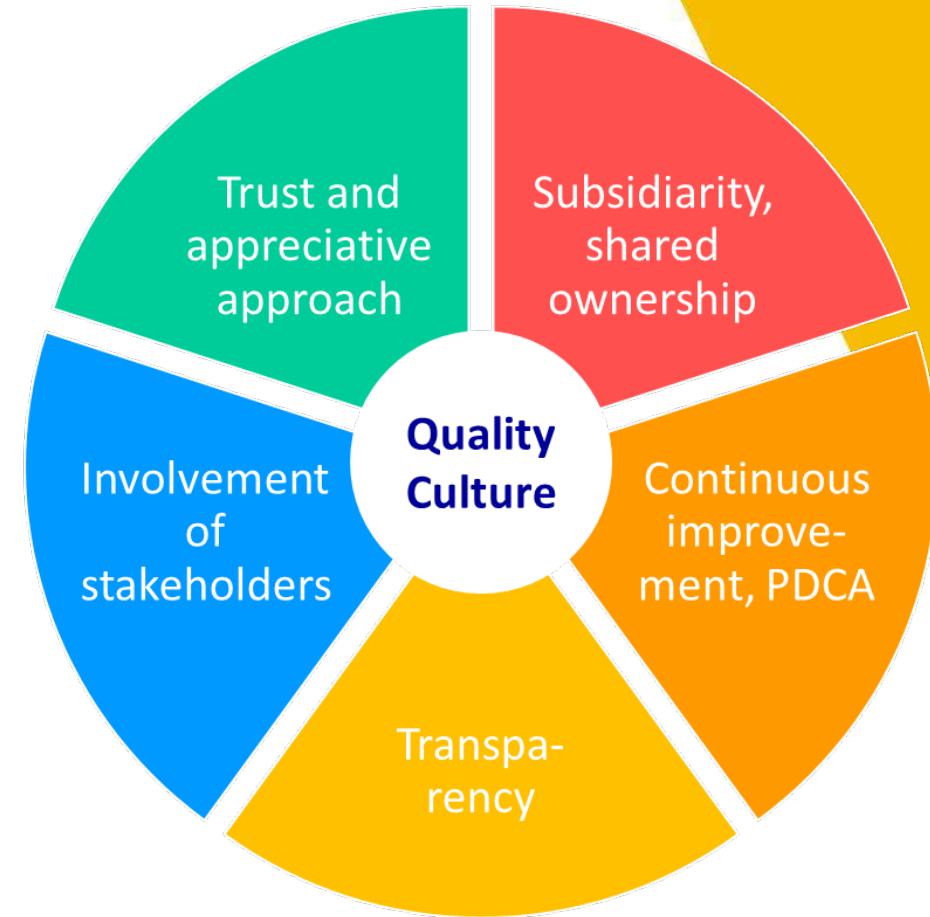 Trust and
appreciative
approach
Subsidiarity,
shared
ownership
Quality
Culture
Involvement
of
stakeholders
Continuous
improve-
ment, PDCA
Transpa-
rency